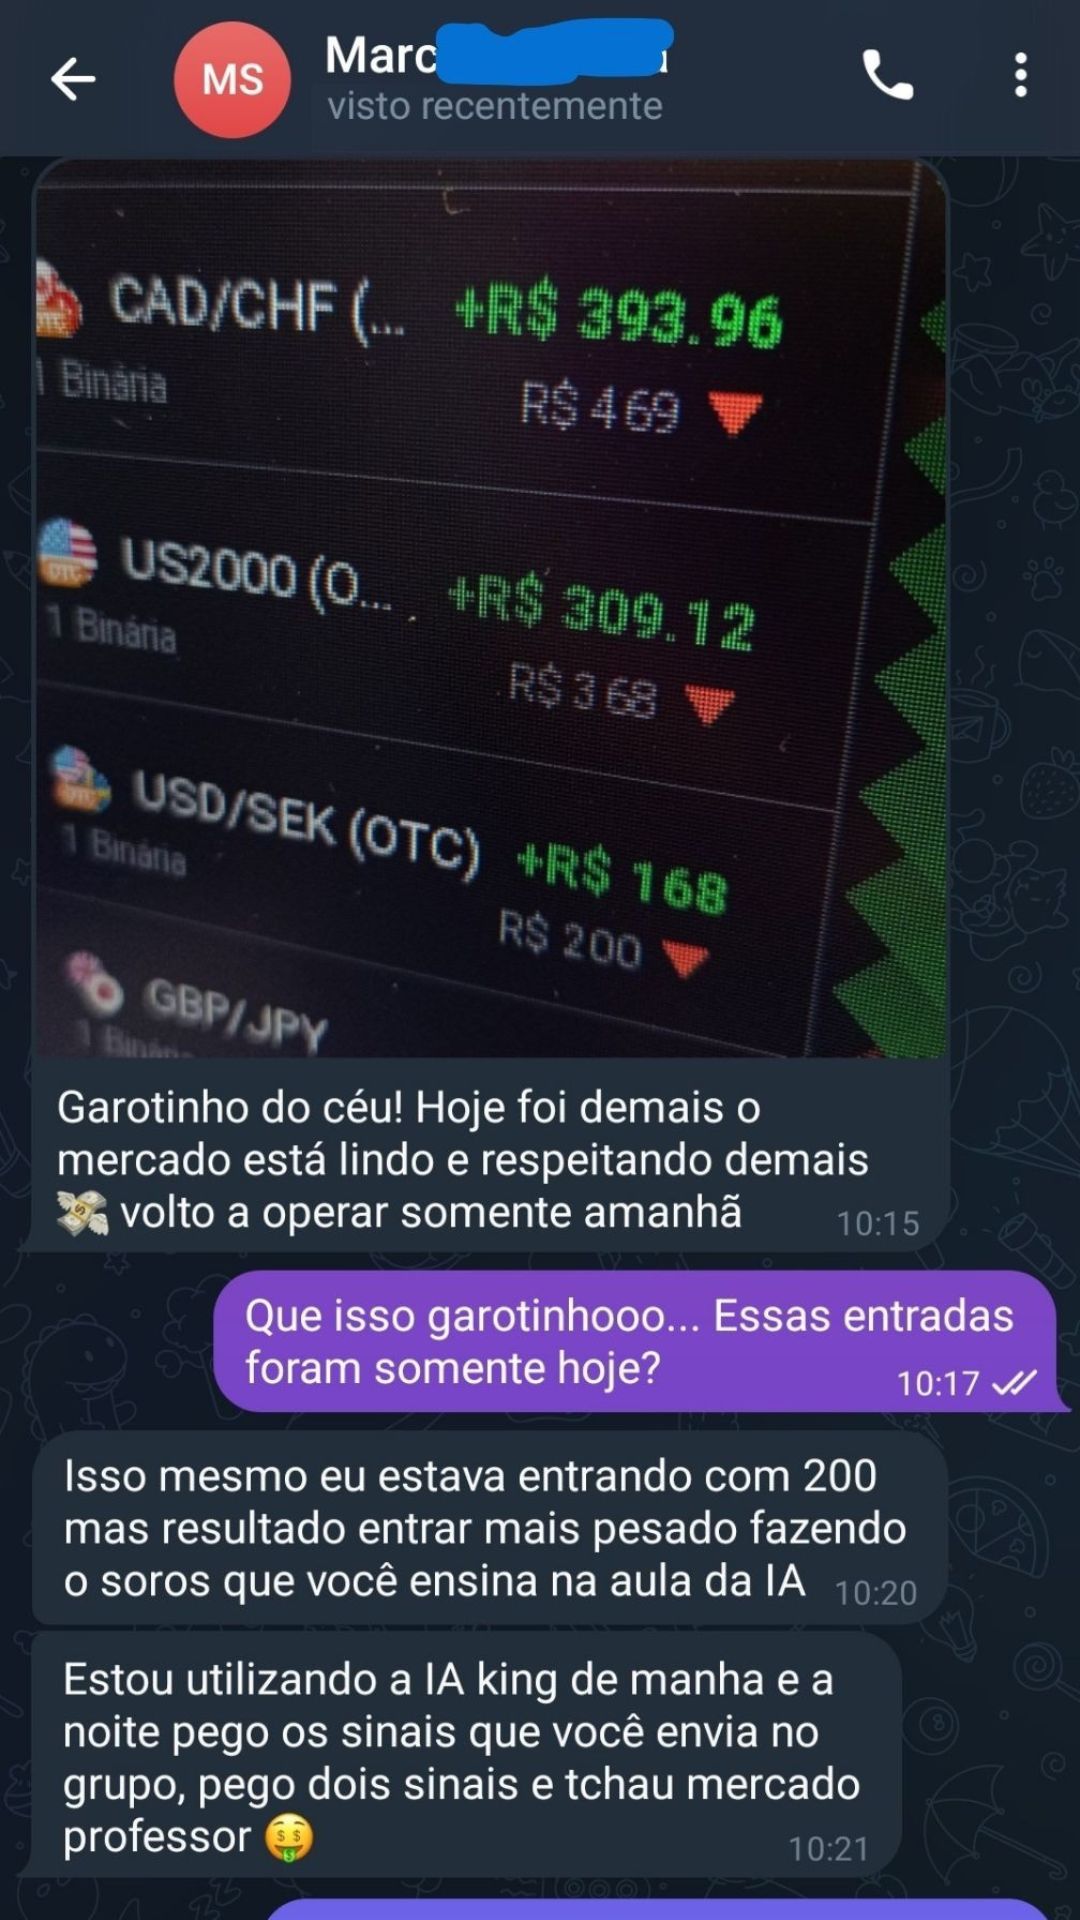 MS
Marc
visto recentemente
CAD/CHF (... +R$ 393.96
1 Binária R$ 469
US2000 (O... +R$ 309.12
1 Binária R$ 368
OTC
USD/SEK (OTC) +R$ 168
1 Binária R$ 200
GBP/JPY
1 Binária
Garotinho do céu! Hoje foi demais o
mercado está lindo e respeitando demais
💸 volto a operar somente amanhã 10:15
Que isso garotinhooo... Essas entradas
foram somente hoje? 10:17
Isso mesmo eu estava entrando com 200
mas resultado entrar mais pesado fazendo
o soros que você ensina na aula da IA 10:20
Estou utilizando a IA king de manha e a
noite pego os sinais que você envia no
grupo, pego dois sinais e tchau mercado
professor 🤑 10:21